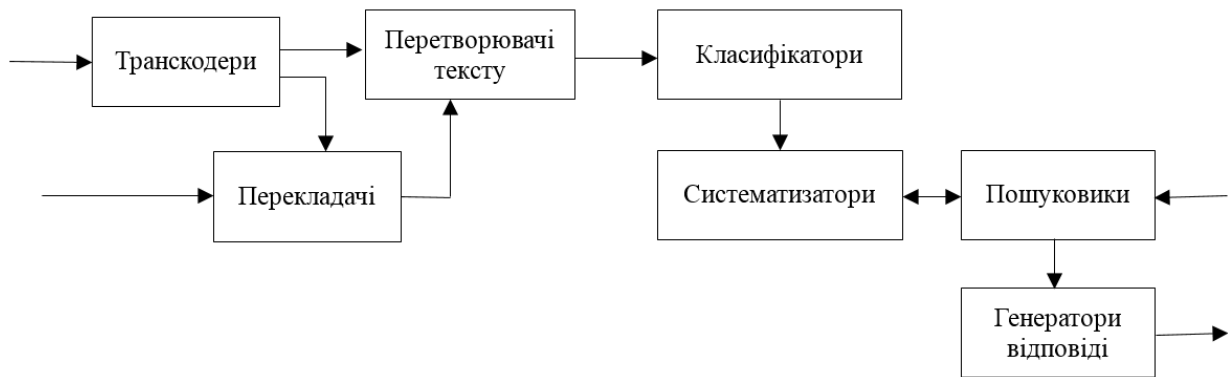 Транскодери
Перетворювачі
тексту
Класифікатори
Перекладачі
Систематизатори
Пошуковики
Генератори
відповіді